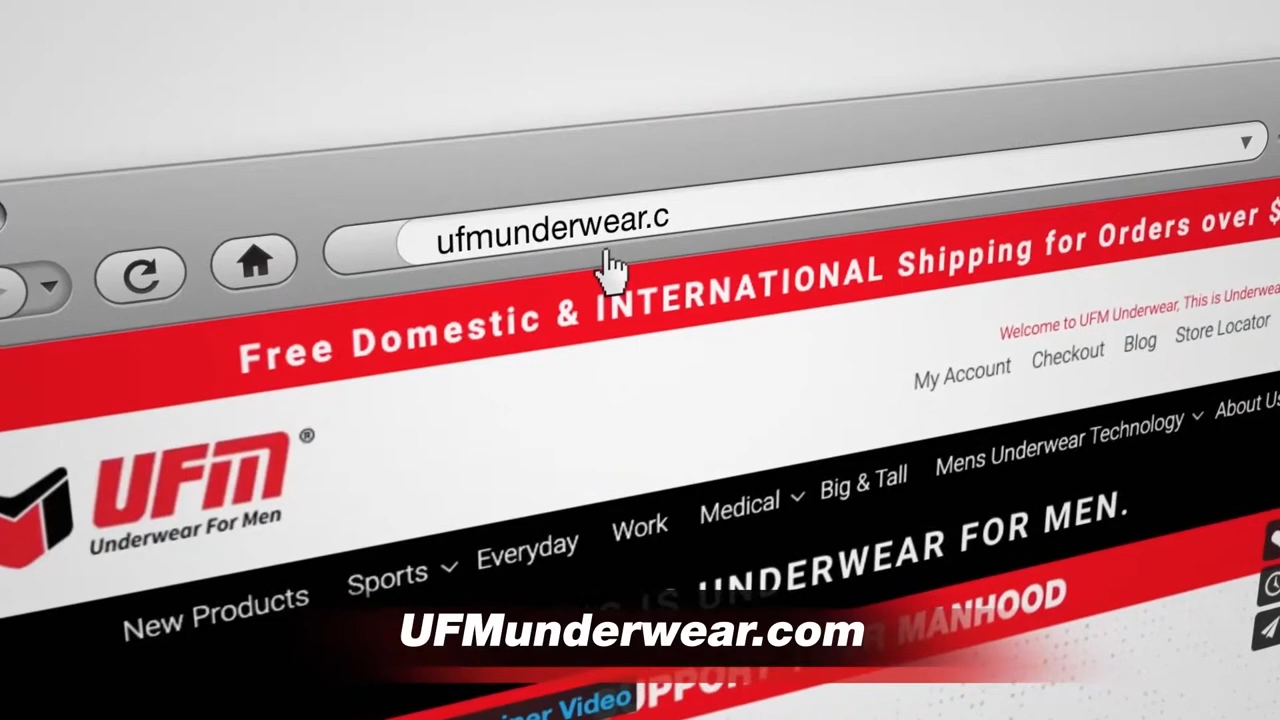 ufmunderwear.c
Free Domestic & INTERNATIONAL Shipping for Orders over $
Welcome to UFM Underwear, This is Underwea
My Account Checkout Blog Store Locator
UFM®
Underwear For Men
New Products Sports Everyday Work Medical Big & Tall Mens Underwear Technology About Us
IS UNDERWEAR FOR MEN.
MANHOOD
UFMunderwear.com
Video